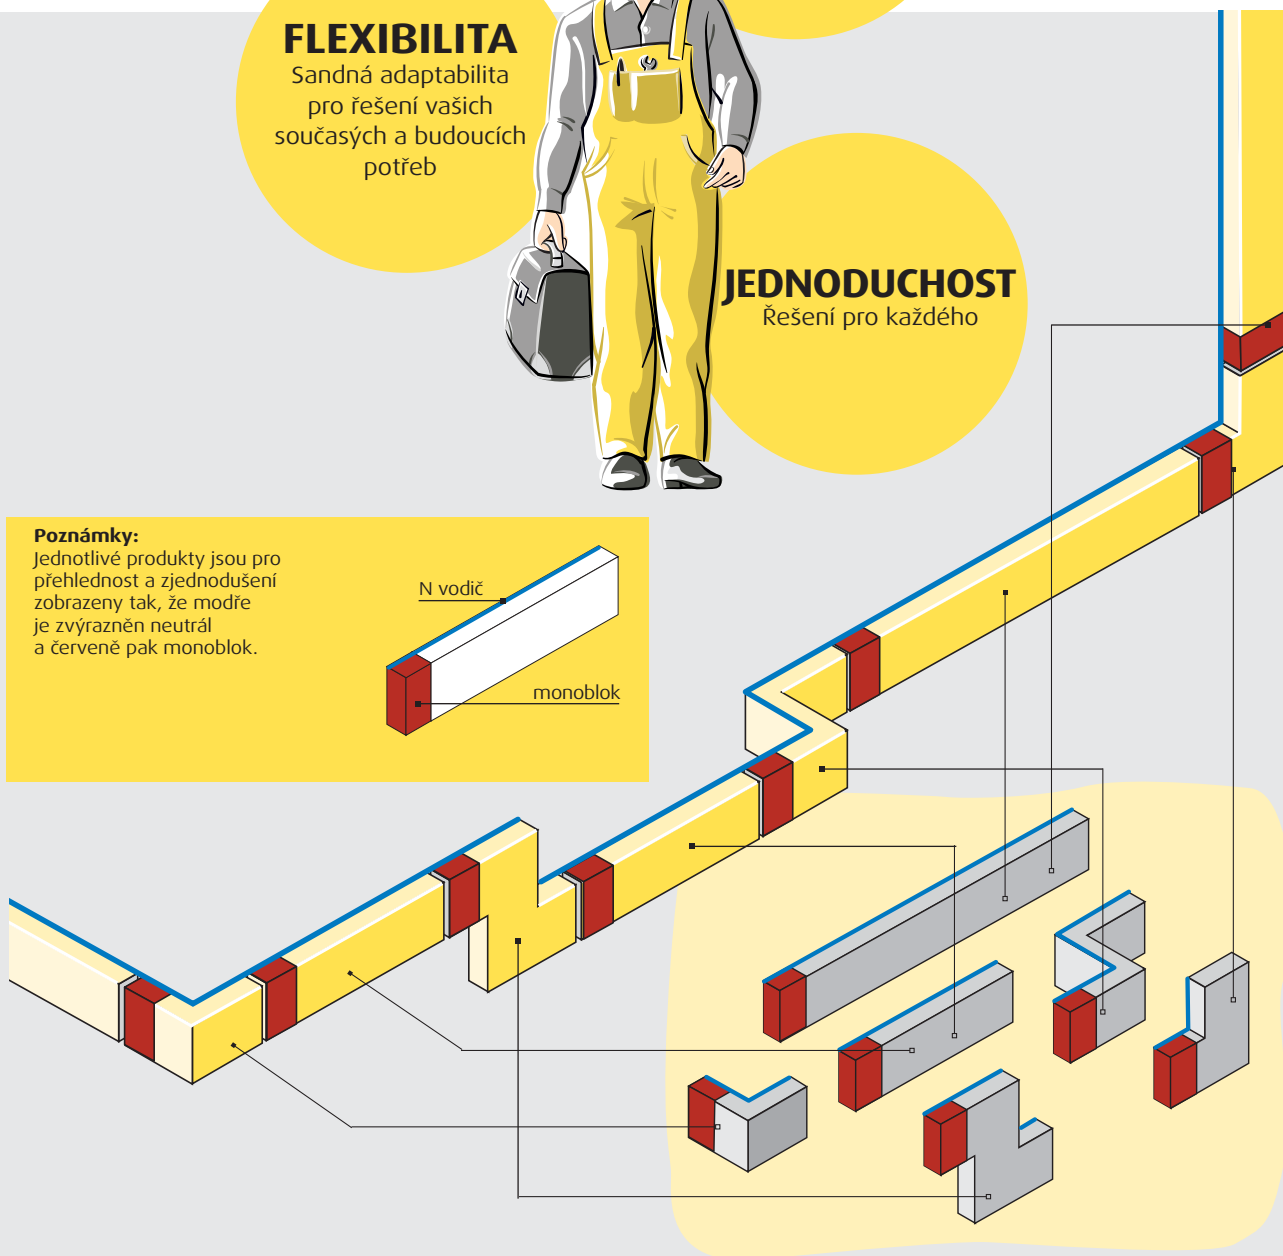 FLEXIBILITA
Sandná adaptabilita
pro řešení vašich
současých a budoucích
potřeb
JEDNODUCHOST
Řešení pro každého
Poznámky:
Jednotlivé produkty jsou pro
přehlednost a zjednodušení
zobrazeny tak, že modře
je zvýrazněn neutrál
a červeně pak monoblok.
N vodič
monoblok